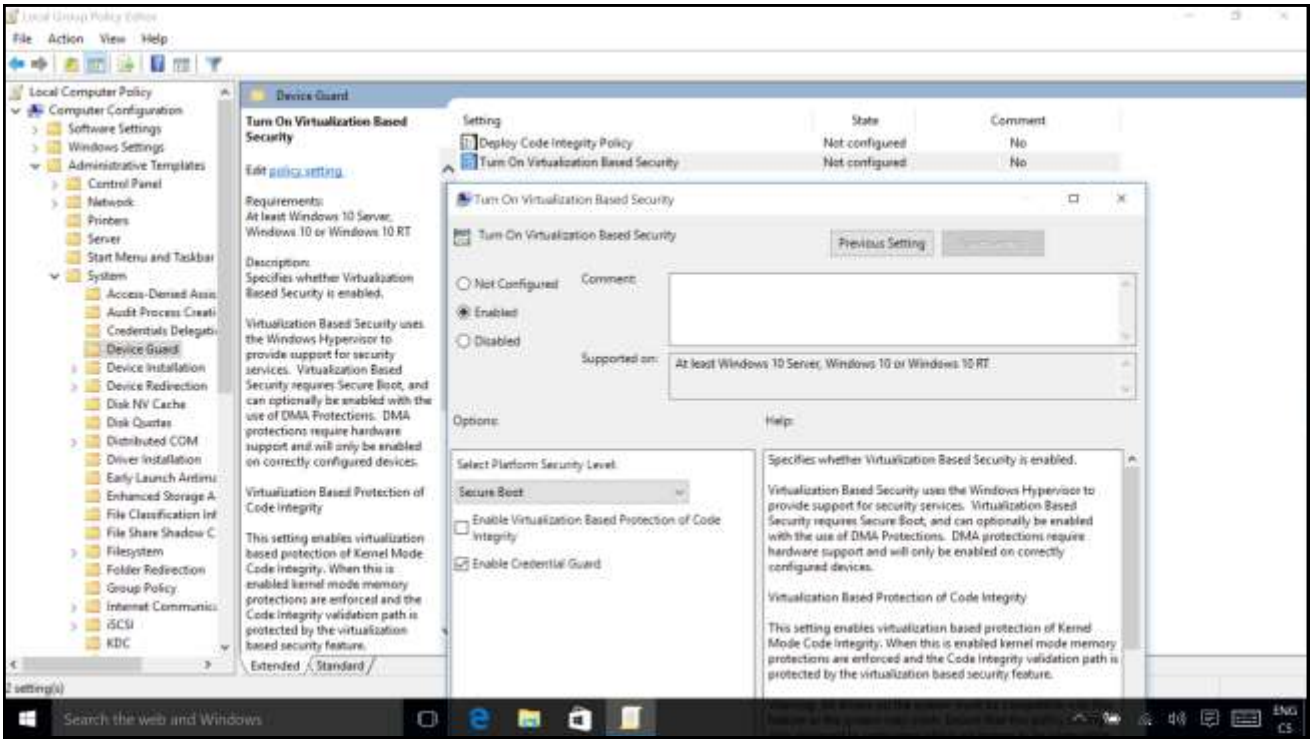 Local Group Policy Editor
File Action View Help
Local Computer Policy
Computer Configuration
Software Settings
Windows Settings
Administrative Templates
Control Panel
Network
Printers
Server
Start Menu and Taskbar
System
Access-Denied Assis
Audit Process Creati
Credentials Delegati
Device Guard
Device Installation
Device Redirection
Disk NV Cache
Disk Quotas
Distributed COM
Driver Installation
Early Launch Antima
Enhanced Storage A
File Classification Inf
File Share Shadow C
Filesystem
Folder Redirection
Group Policy
Internet Communica
iSCSI
KDC
Device Guard
Turn On Virtualization Based
Security
Edit policy setting
Requirements:
At least Windows 10 Server,
Windows 10 or Windows 10 RT
Description:
Specifies whether Virtualization
Based Security is enabled.
Virtualization Based Security uses
the Windows Hypervisor to
provide support for security
services. Virtualization Based
Security requires Secure Boot, and
can optionally be enabled with the
use of DMA Protections. DMA
protections require hardware
support and will only be enabled
on correctly configured devices.
Virtualization Based Protection of
Code Integrity
This setting enables virtualization
based protection of Kernel Mode
Code Integrity. When this is
enabled kernel mode memory
protections are enforced and the
Code Integrity validation path is
protected by the virtualization
based security feature.
Extended Standard
Setting State Comment
Deploy Code Integrity Policy Not configured No
Turn On Virtualization Based Security Not configured No
Turn On Virtualization Based Security
Turn On Virtualization Based Security
Previous Setting
Not Configured
Enabled
Disabled
Comment:
Supported on:
At least Windows 10 Server, Windows 10 or Windows 10 RT
Options:
Select Platform Security Level:
Secure Boot
Enable Virtualization Based Protection of Code
Integrity
Enable Credential Guard
Help:
Specifies whether Virtualization Based Security is enabled.
Virtualization Based Security uses the Windows Hypervisor to
provide support for security services. Virtualization Based
Security requires Secure Boot, and can optionally be enabled
with the use of DMA Protections. DMA protections require
hardware support and will only be enabled on correctly
configured devices.
Virtualization Based Protection of Code Integrity
This setting enables virtualization based protection of Kernel
Mode Code Integrity. When this is enabled kernel mode memory
protections are enforced and the Code Integrity validation path is
protected by the virtualization based security feature.
2 setting(s)
Search the web and Windows
ENG
CS